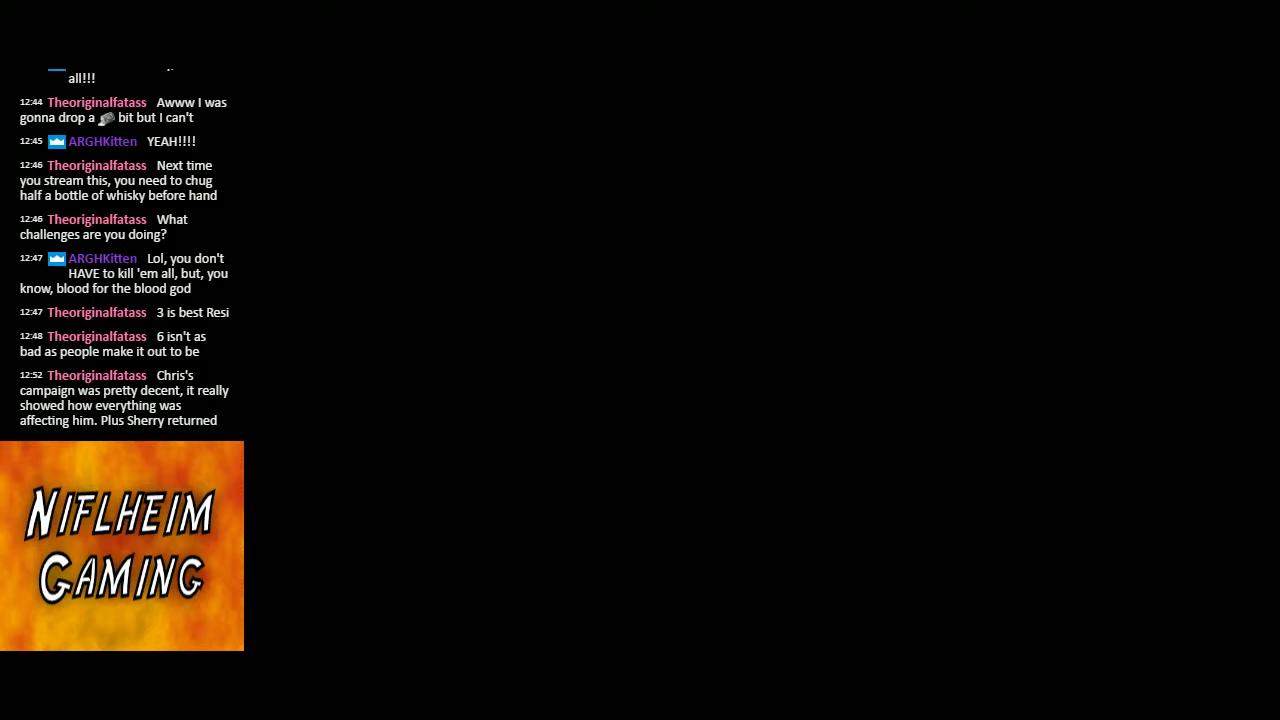 all!!!
12:44 Theoriginalfatass Awww I was
gonna drop a bit but I can't
12:45 ARGHKitten YEAH!!!!
12:46 Theoriginalfatass Next time
you stream this, you need to chug
half a bottle of whisky before hand
12:46 Theoriginalfatass What
challenges are you doing?
12:47 ARGHKitten Lol, you don't
HAVE to kill 'em all, but, you
know, blood for the blood god
12:47 Theoriginalfatass 3 is best Resi
12:48 Theoriginalfatass 6 isn't as
bad as people make it out to be
12:52 Theoriginalfatass Chris's
campaign was pretty decent, it really
showed how everything was
affecting him. Plus Sherry returned
NIFLHEIM
GAMING